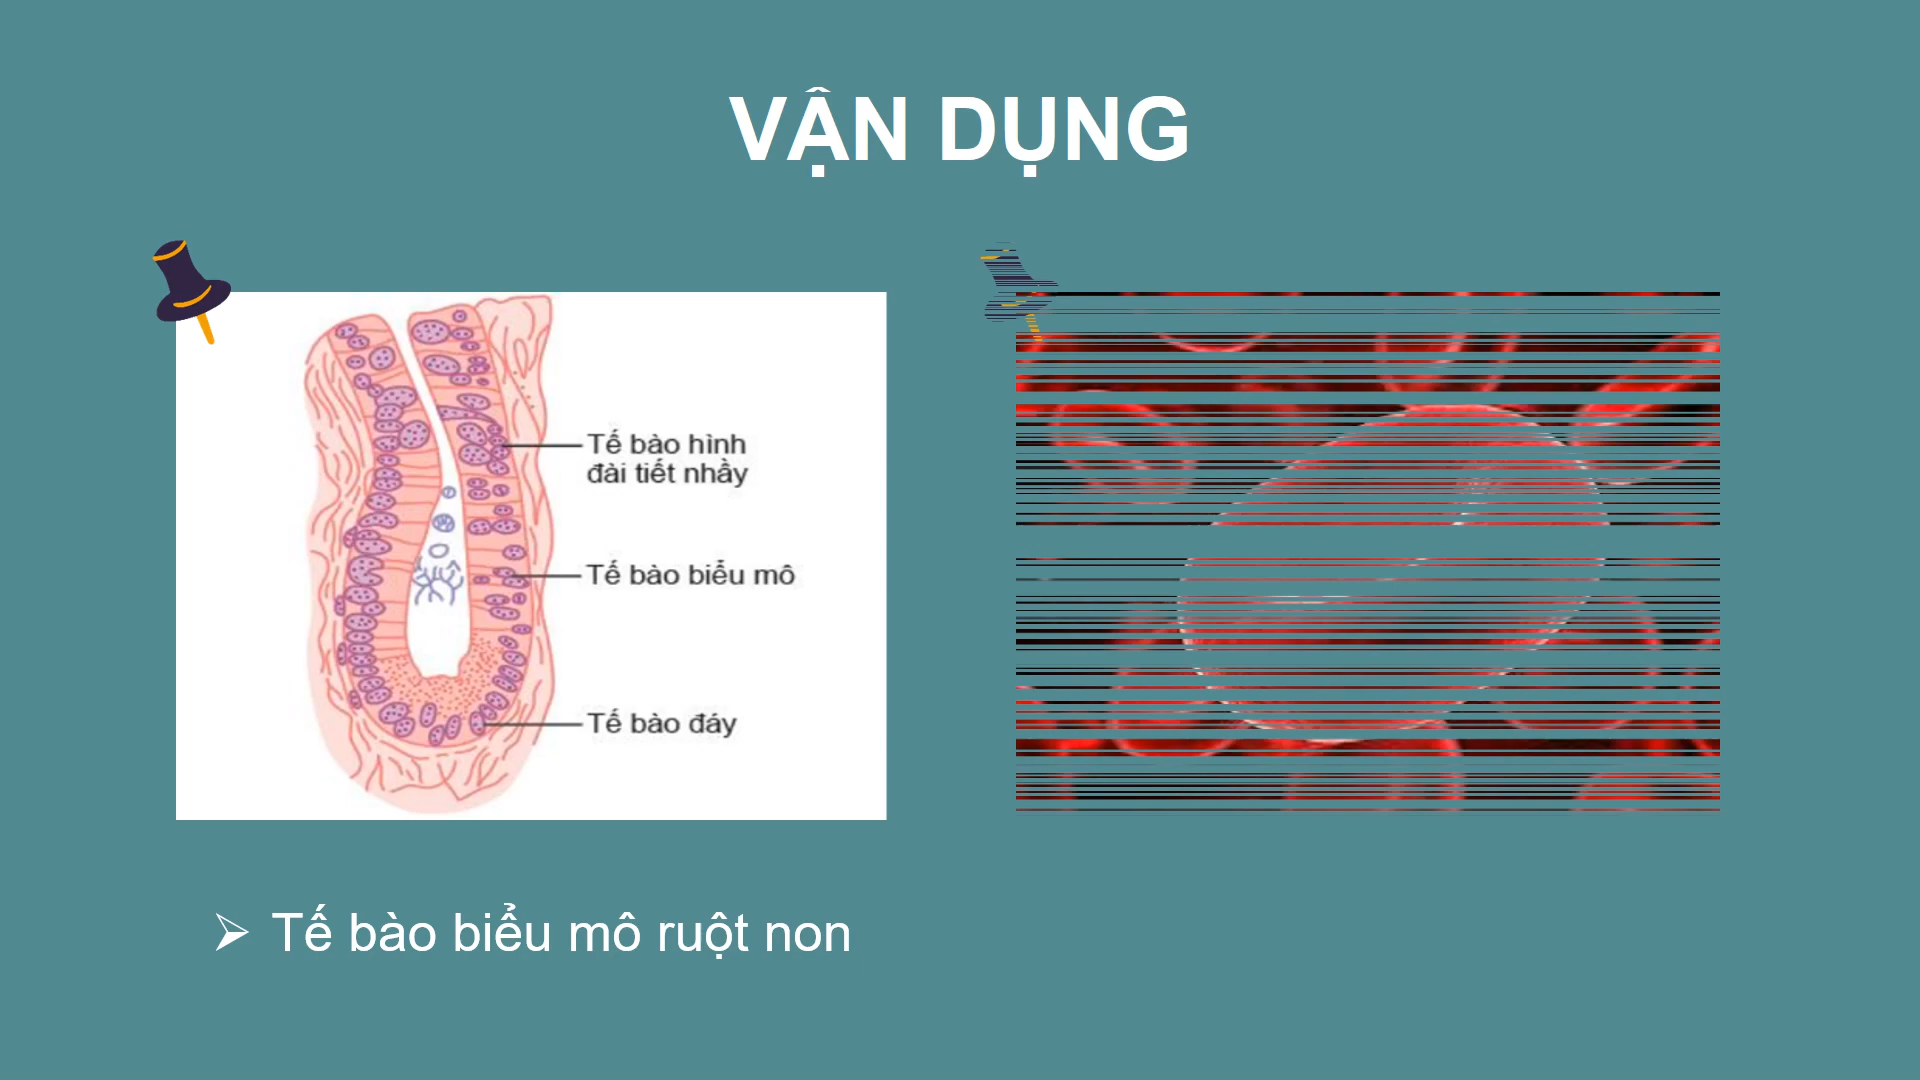 VẬN DỤNG
Tế bào hình
đài tiết nhầy
Tế bào biểu mô
Tế bào đáy
➢ Tế bào biểu mô ruột non